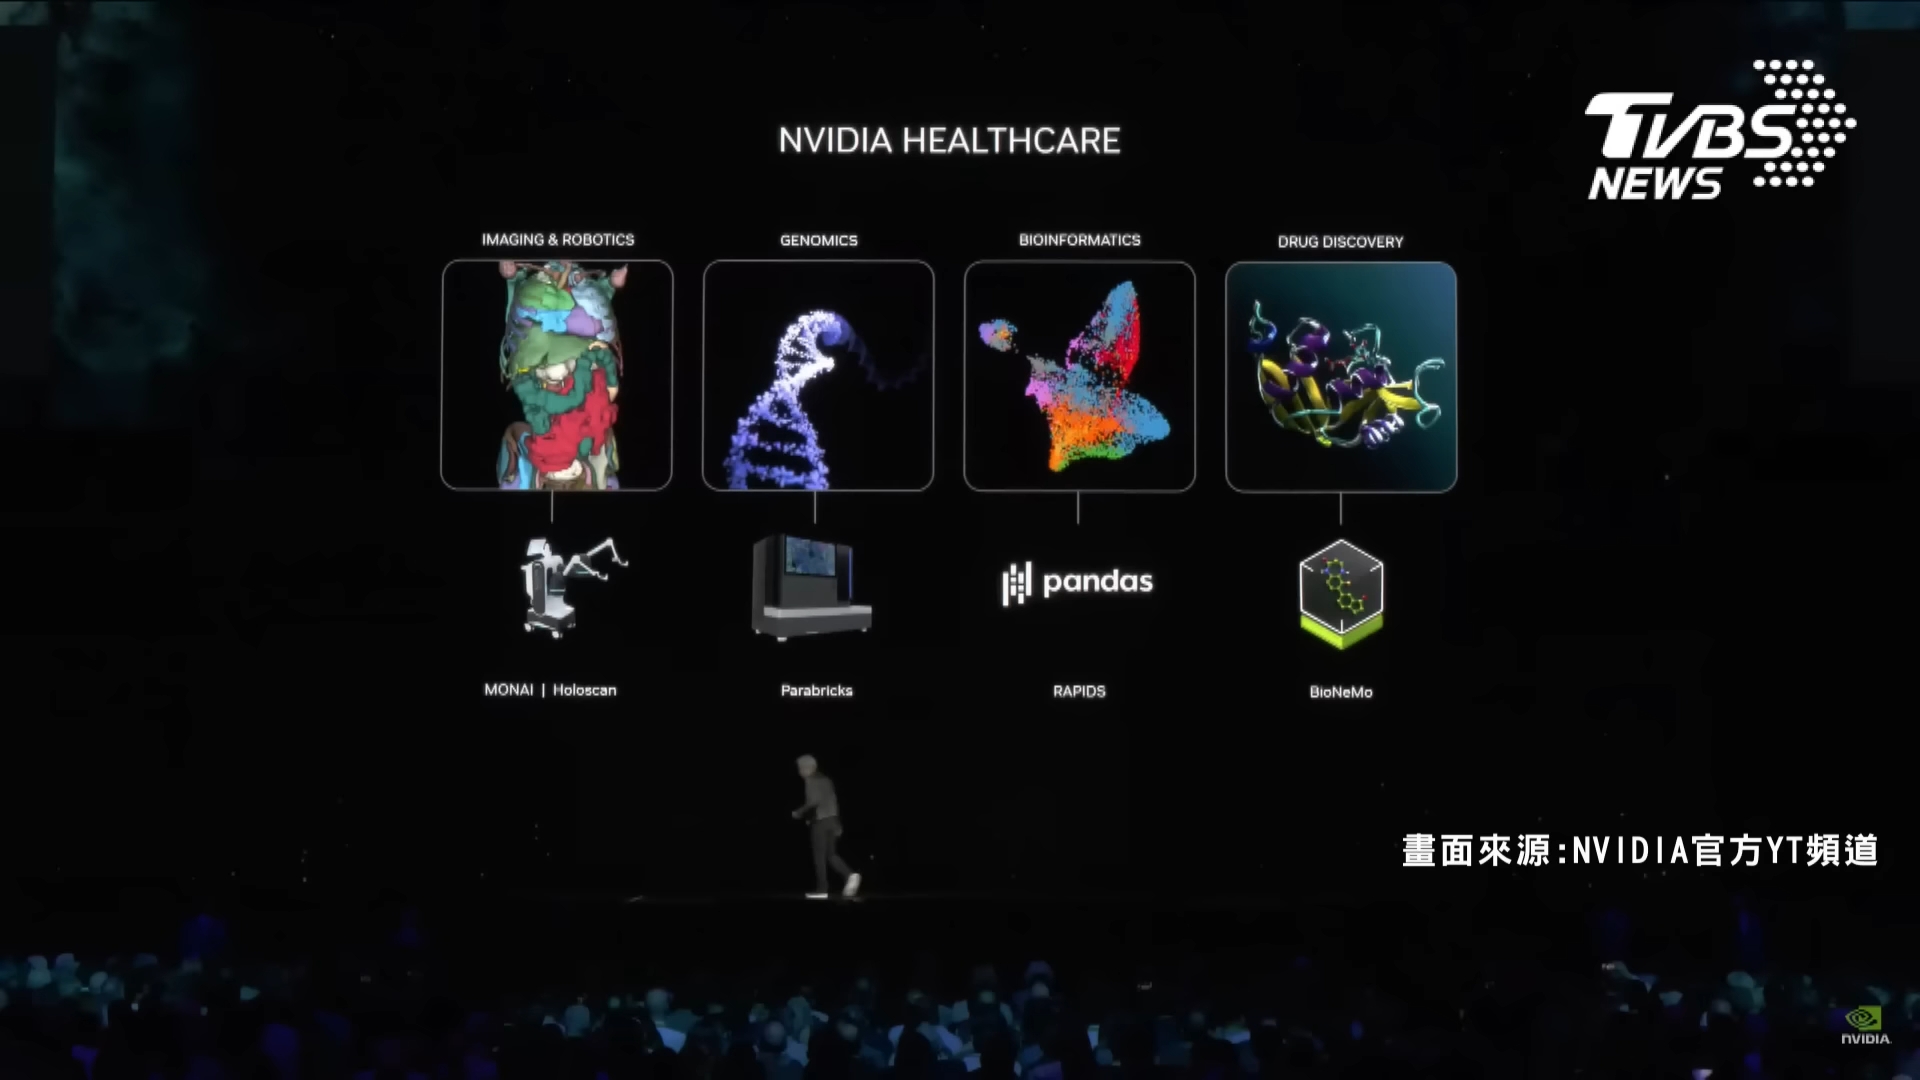 TVBS
NEWS
NVIDIA HEALTHCARE
IMAGING & ROBOTICS
GENOMICS
BIOINFORMATICS
DRUG DISCOVERY
pandas
MONAI | Holoscan
Parabricks
RAPIDS
BioNeMo
畫面來源:NVIDIA官方YT頻道
NVIDIA.